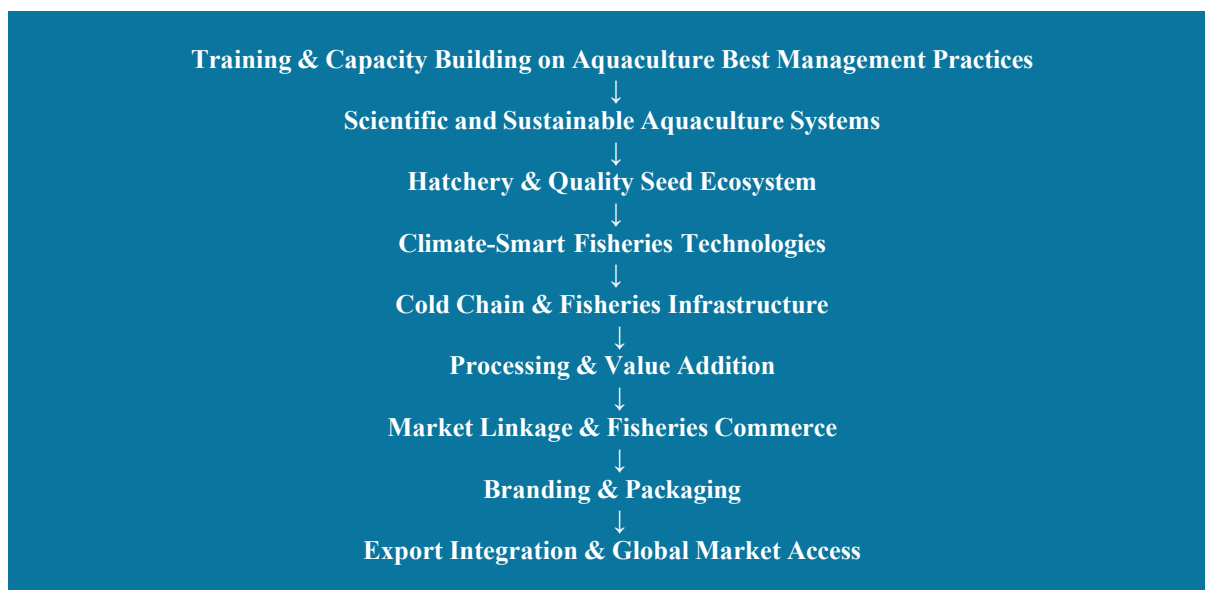 Training & Capacity Building on Aquaculture Best Management Practices
↓
Scientific and Sustainable Aquaculture Systems
↓
Hatchery & Quality Seed Ecosystem
↓
Climate-Smart Fisheries Technologies
↓
Cold Chain & Fisheries Infrastructure
↓
Processing & Value Addition
↓
Market Linkage & Fisheries Commerce
↓
Branding & Packaging
↓
Export Integration & Global Market Access